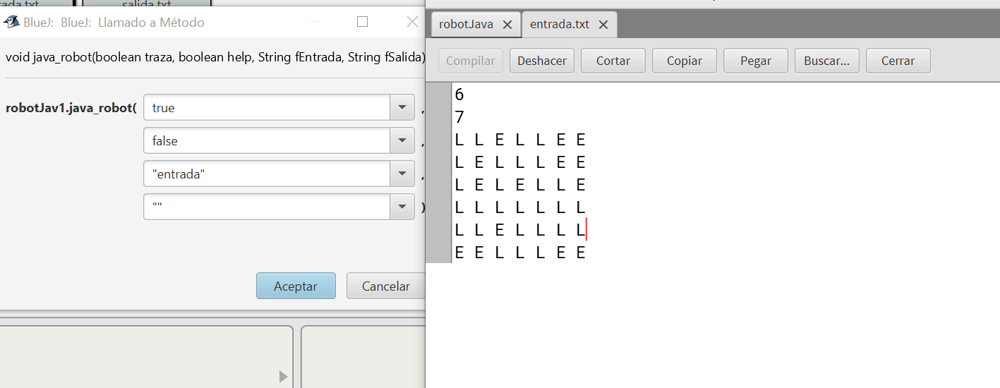 salida.txt
BlueJ: BlueJ: Llamado a Método
void java_robot(boolean traza, boolean help, String fEntrada, String fSalida)
robotJav1.java_robot( true ,
false ,
"entrada" ,
"" )
Aceptar Cancelar
robotJava entrada.txt
Compilar Deshacer Cortar Copiar Pegar Buscar... Cerrar
6
7
L L E L L E E
L E L L L E E
L E L E L L E
L L L L L L L
L L E L L L L
E E L L L E E